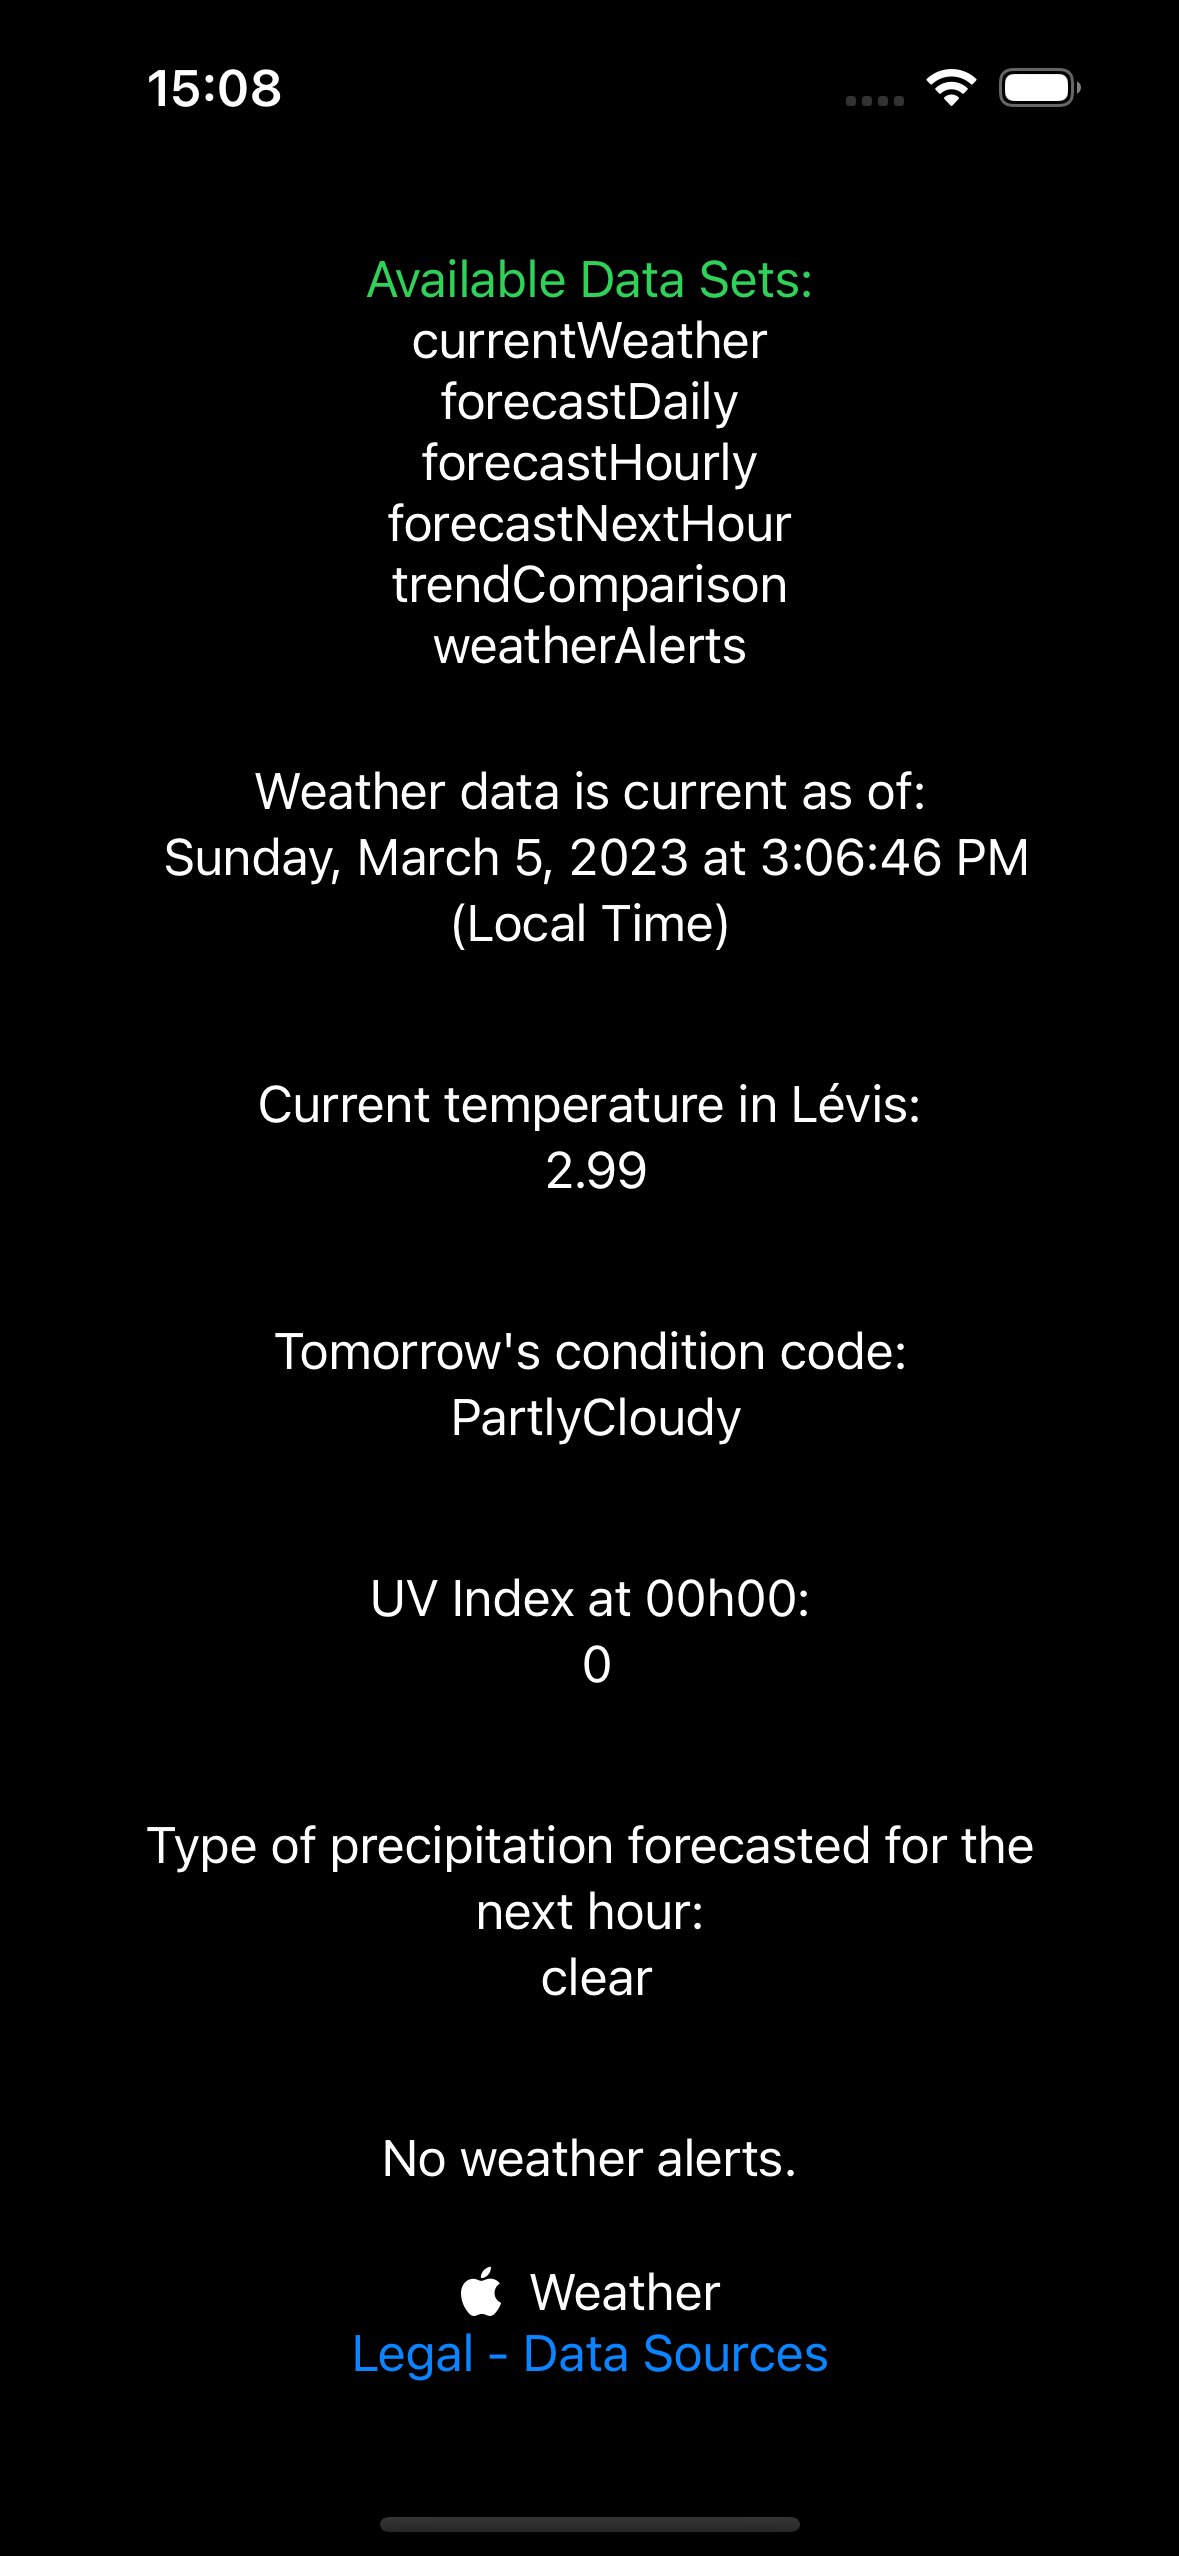 15:08
Available Data Sets:
currentWeather
forecastDaily
forecastHourly
forecastNextHour
trendComparison
weatherAlerts
Weather data is current as of:
Sunday, March 5, 2023 at 3:06:46 PM
(Local Time)
Current temperature in Lévis:
2.99
Tomorrow's condition code:
PartlyCloudy
UV Index at 00h00:
0
Type of precipitation forecasted for the
next hour:
clear
No weather alerts.
Weather
Legal - Data Sources